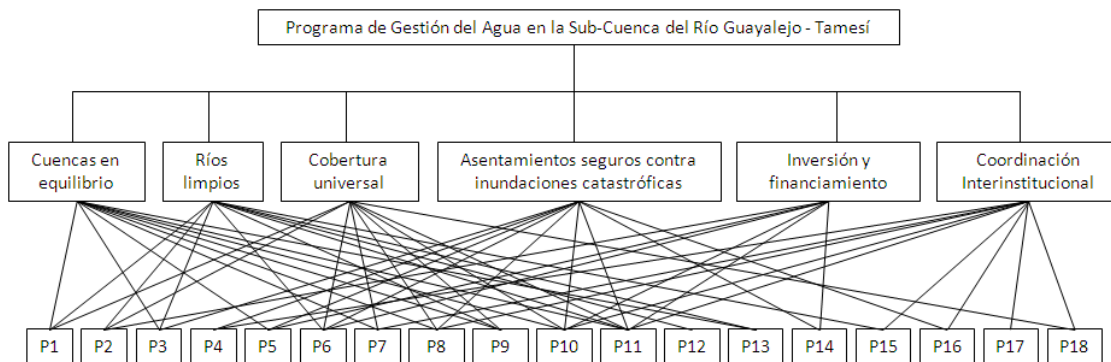 Programa de Gestión del Agua en la Sub-Cuenca del Río Guayalejo - Tamesí
Cuencas en
equilibrio
Ríos
limpios
Cobertura
universal
Asentamientos seguros contra
inundaciones catastróficas
Inversión y
financiamiento
Coordinación
Interinstitucional
P1 P2 P3 P4 P5 P6 P7 P8 P9 P10 P11 P12 P13 P14 P15 P16 P17 P18